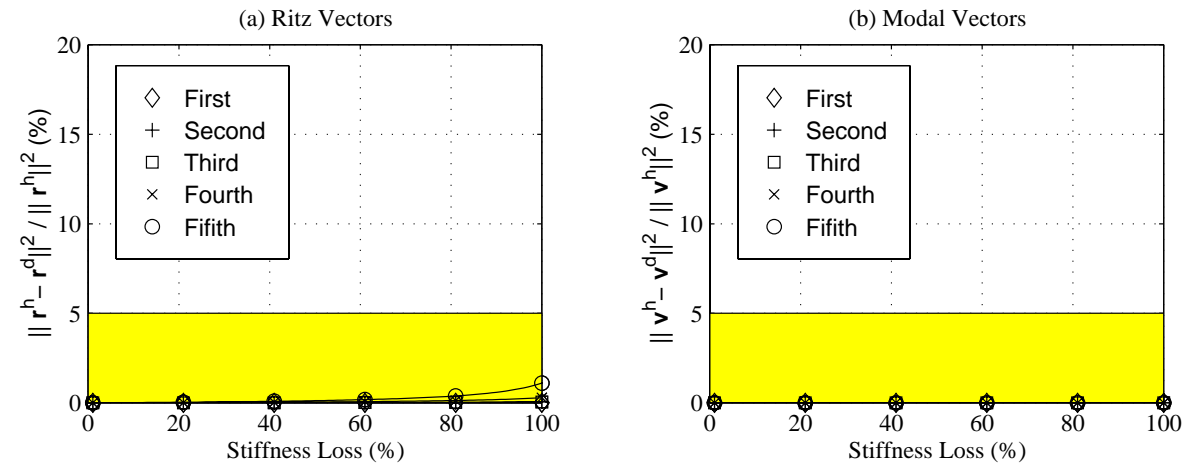 (a) Ritz Vectors
|| r^h − r^d||^2 / || r^h||^2 (%)
20
15
10
5
0
First
Second
Third
Fourth
Fifith
0 20 40 60 80 100
Stiffness Loss (%)
(b) Modal Vectors
|| v^h − v^d||^2 / || v^h||^2 (%)
20
15
10
5
0
First
Second
Third
Fourth
Fifith
0 20 40 60 80 100
Stiffness Loss (%)